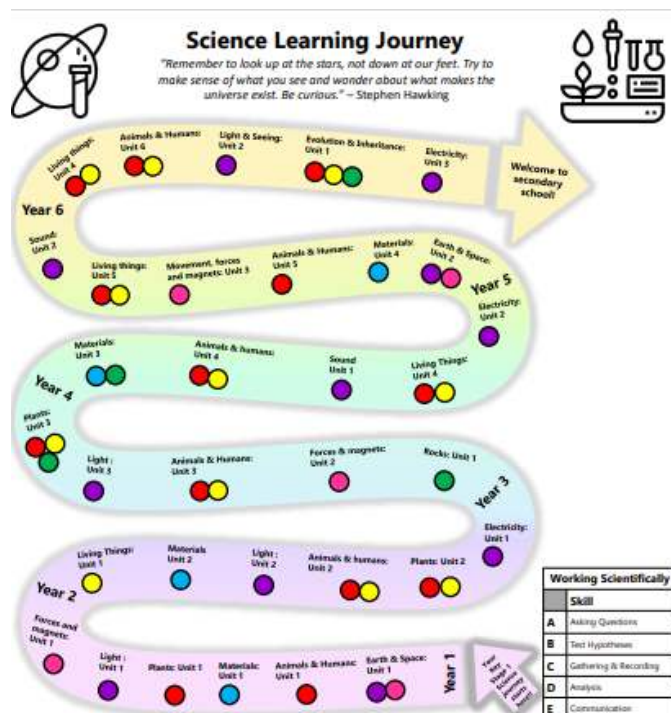 Science Learning Journey
“Remember to look up at the stars, not down at our feet. Try to
make sense of what you see and wonder about what makes the
universe exist. Be curious.” – Stephen Hawking
Living things:
Unit 4
Animals & Humans:
Unit 6
Light & Seeing:
Unit 2
Evolution & Inheritance:
Unit 1
Electricity:
Unit 3
Welcome to
secondary
school!
Year 6
Sound:
Unit 2
Living things:
Unit 5
Movement, forces
and magnets: Unit 3
Animals & Humans:
Unit 5
Materials:
Unit 4
Earth & Space:
Unit 2
Year 5
Electricity:
Unit 2
Materials:
Unit 3
Animals & humans:
Unit 4
Sound
Unit 1
Living Things:
Unit 4
Year 4
Plants:
Unit 3
Light :
Unit 3
Animals & Humans:
Unit 3
Forces & magnets:
Unit 2
Rocks: Unit 1
Year 3
Electricity:
Unit 1
Living Things:
Unit 1
Materials
Unit 2
Light :
Unit 2
Animals & humans:
Unit 2
Plants: Unit 2
Year 2
Forces and
magnets:
Unit 1
Light :
Unit 1
Plants: Unit 1
Materials:
Unit 1
Animals & Humans:
Unit 1
Earth & Space:
Unit 1
Year 1
Your
Key
Stage 1
Science
journey
starts
here!!
Working Scientifically
Skill
A Asking Questions
B Test Hypotheses
C Gathering & Recording
D Analysis
E Communication